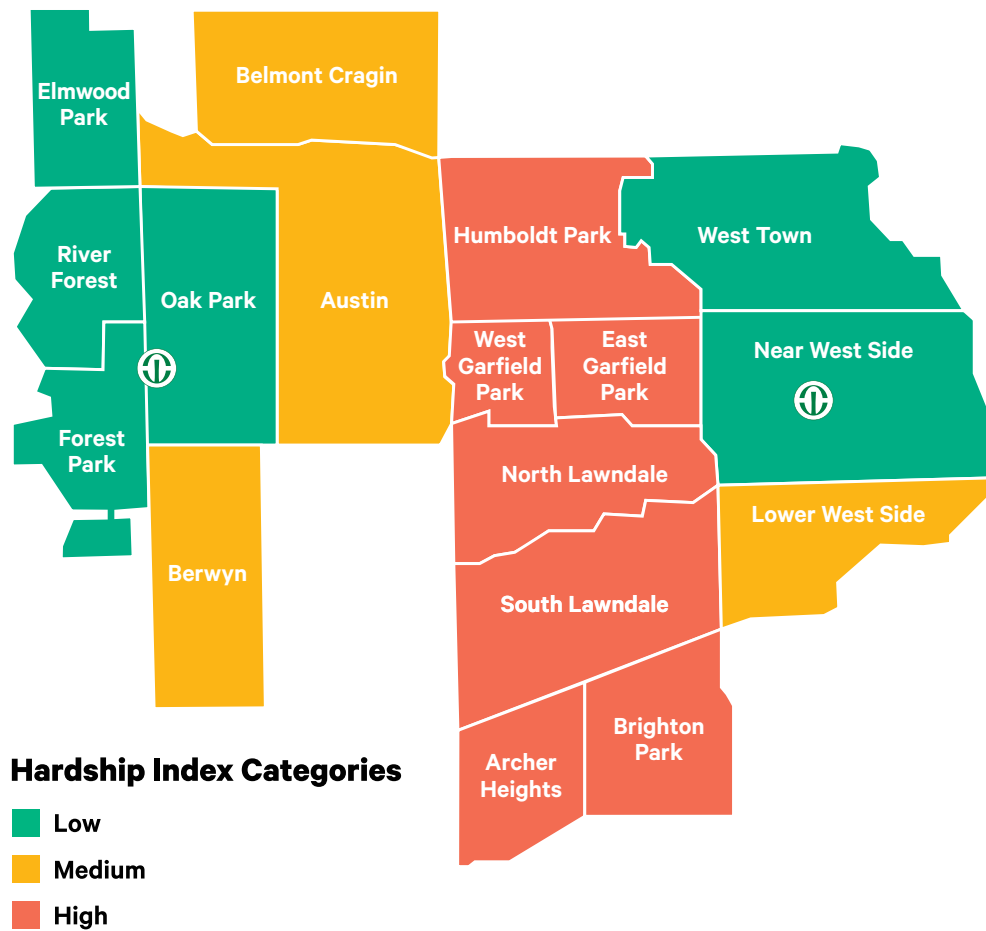 Belmont Cragin
Elmwood
Park
Humboldt Park
West Town
River
Forest
Oak Park
Austin
West
Garfield
Park
East
Garfield
Park
Near West Side
Forest
Park
North Lawndale
Lower West Side
Berwyn
South Lawndale
Brighton
Park
Archer
Heights
Hardship Index Categories
Low
Medium
High